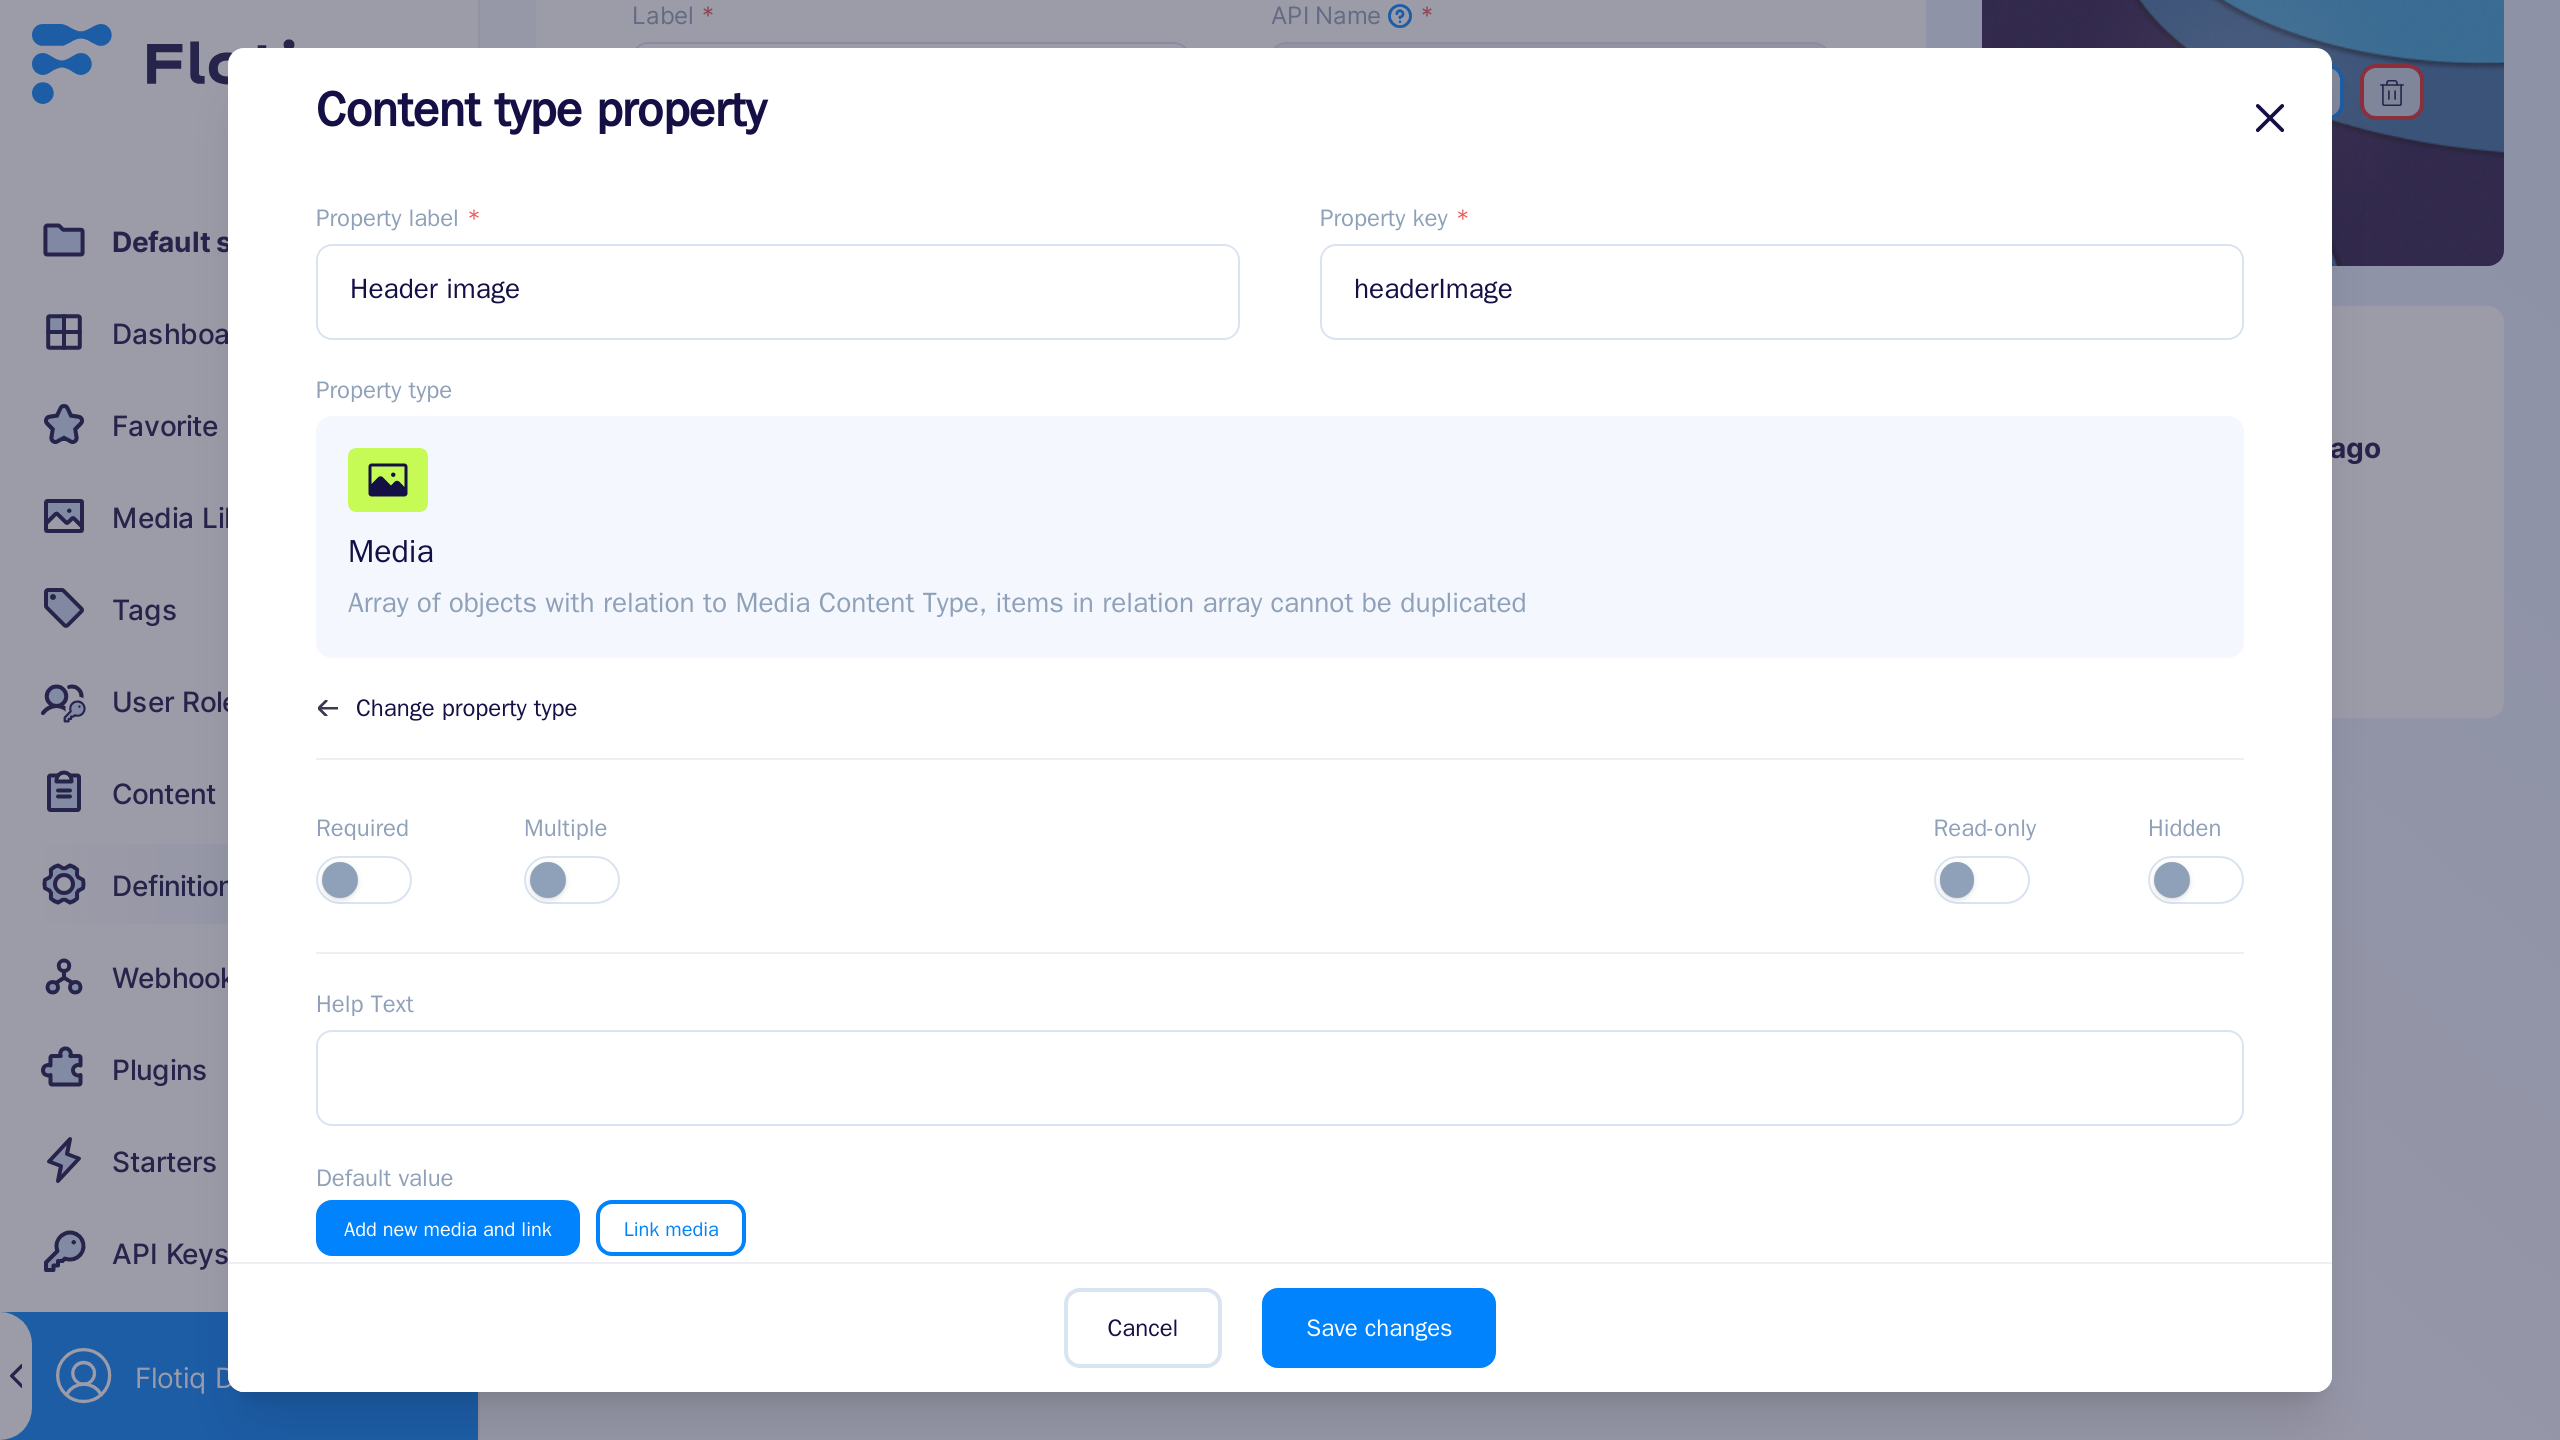 Label *
API Name *
Content type property
Property label *
Property key *
Header image
headerImage
Property type
Media
Array of objects with relation to Media Content Type, items in relation array cannot be duplicated
Change property type
Required
Multiple
Read-only
Hidden
Help Text
Default value
Add new media and link
Link media
Cancel
Save changes
Default s
Dashboa
Favorite
Media Li
Tags
User Role
Content
Definition
Webhook
Plugins
Starters
API Keys
Flotiq D
ago